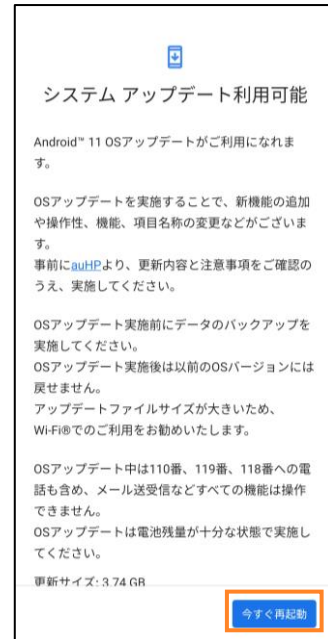 システム アップデート利用可能
Android™ 11 OSアップデートがご利用になれま
す。
OSアップデートを実施することで、新機能の追加
や操作性、機能、項目名称の変更などがございま
す。
事前にauHPより、更新内容と注意事項をご確認の
うえ、実施してください。
OSアップデート実施前にデータのバックアップを
実施してください。
OSアップデート実施後は以前のOSバージョンには
戻せません。
アップデートファイルサイズが大きいため、
Wi-Fi®でのご利用をお勧めいたします。
OSアップデート中は110番、119番、118番への電
話も含め、メール送受信などすべての機能は操作
できません。
OSアップデートは電池残量が十分な状態で実施し
てください。
更新サイズ: 3.74 GB
今すぐ再起動